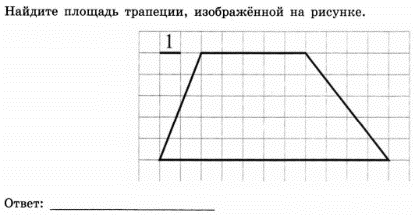 Найдите площадь трапеции, изображённой на рисунке.
1
Ответ: